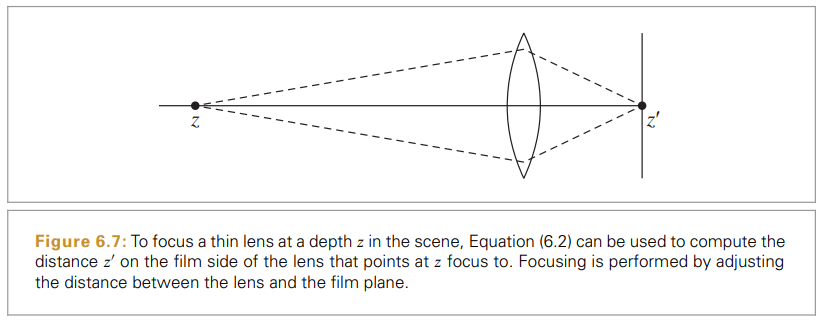 z
z′
Figure 6.7: To focus a thin lens at a depth z in the scene, Equation (6.2) can be used to compute the
distance z′ on the film side of the lens that points at z focus to. Focusing is performed by adjusting
the distance between the lens and the film plane.